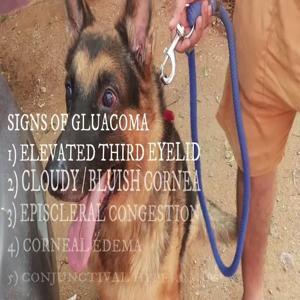 SIGNS OF GLUACOMA
1) ELEVATED THIRD EYELID
2) CLOUDY / BLUISH CORNEA
3) EPISCLERAL CONGESTION
4) CORNEAL EDEMA
5) CONJUNCTIVAL